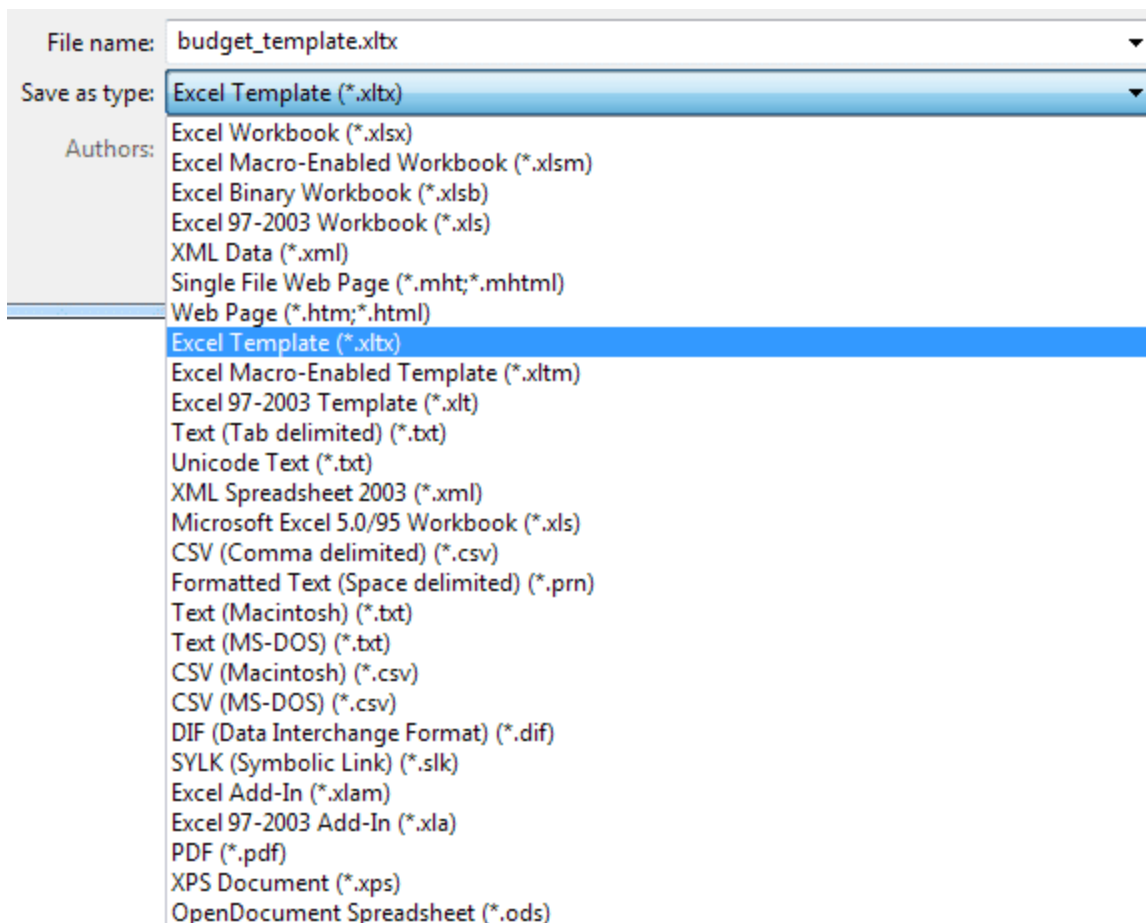 File name: budget_template.xltx
Save as type: Excel Template (*.xltx)
Authors:
Excel Workbook (*.xlsx)
Excel Macro-Enabled Workbook (*.xlsm)
Excel Binary Workbook (*.xlsb)
Excel 97-2003 Workbook (*.xls)
XML Data (*.xml)
Single File Web Page (*.mht;*.mhtml)
Web Page (*.htm;*.html)
Excel Template (*.xltx)
Excel Macro-Enabled Template (*.xltm)
Excel 97-2003 Template (*.xlt)
Text (Tab delimited) (*.txt)
Unicode Text (*.txt)
XML Spreadsheet 2003 (*.xml)
Microsoft Excel 5.0/95 Workbook (*.xls)
CSV (Comma delimited) (*.csv)
Formatted Text (Space delimited) (*.prn)
Text (Macintosh) (*.txt)
Text (MS-DOS) (*.txt)
CSV (Macintosh) (*.csv)
CSV (MS-DOS) (*.csv)
DIF (Data Interchange Format) (*.dif)
SYLK (Symbolic Link) (*.slk)
Excel Add-In (*.xlam)
Excel 97-2003 Add-In (*.xla)
PDF (*.pdf)
XPS Document (*.xps)
OpenDocument Spreadsheet (*.ods)